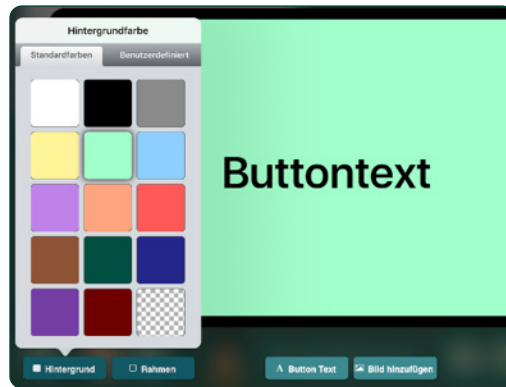 Hintergrundfarbe
Standardfarben Benutzerdefiniert
Buttontext
Hintergrund Rahmen A Button Text Bild hinzufügen